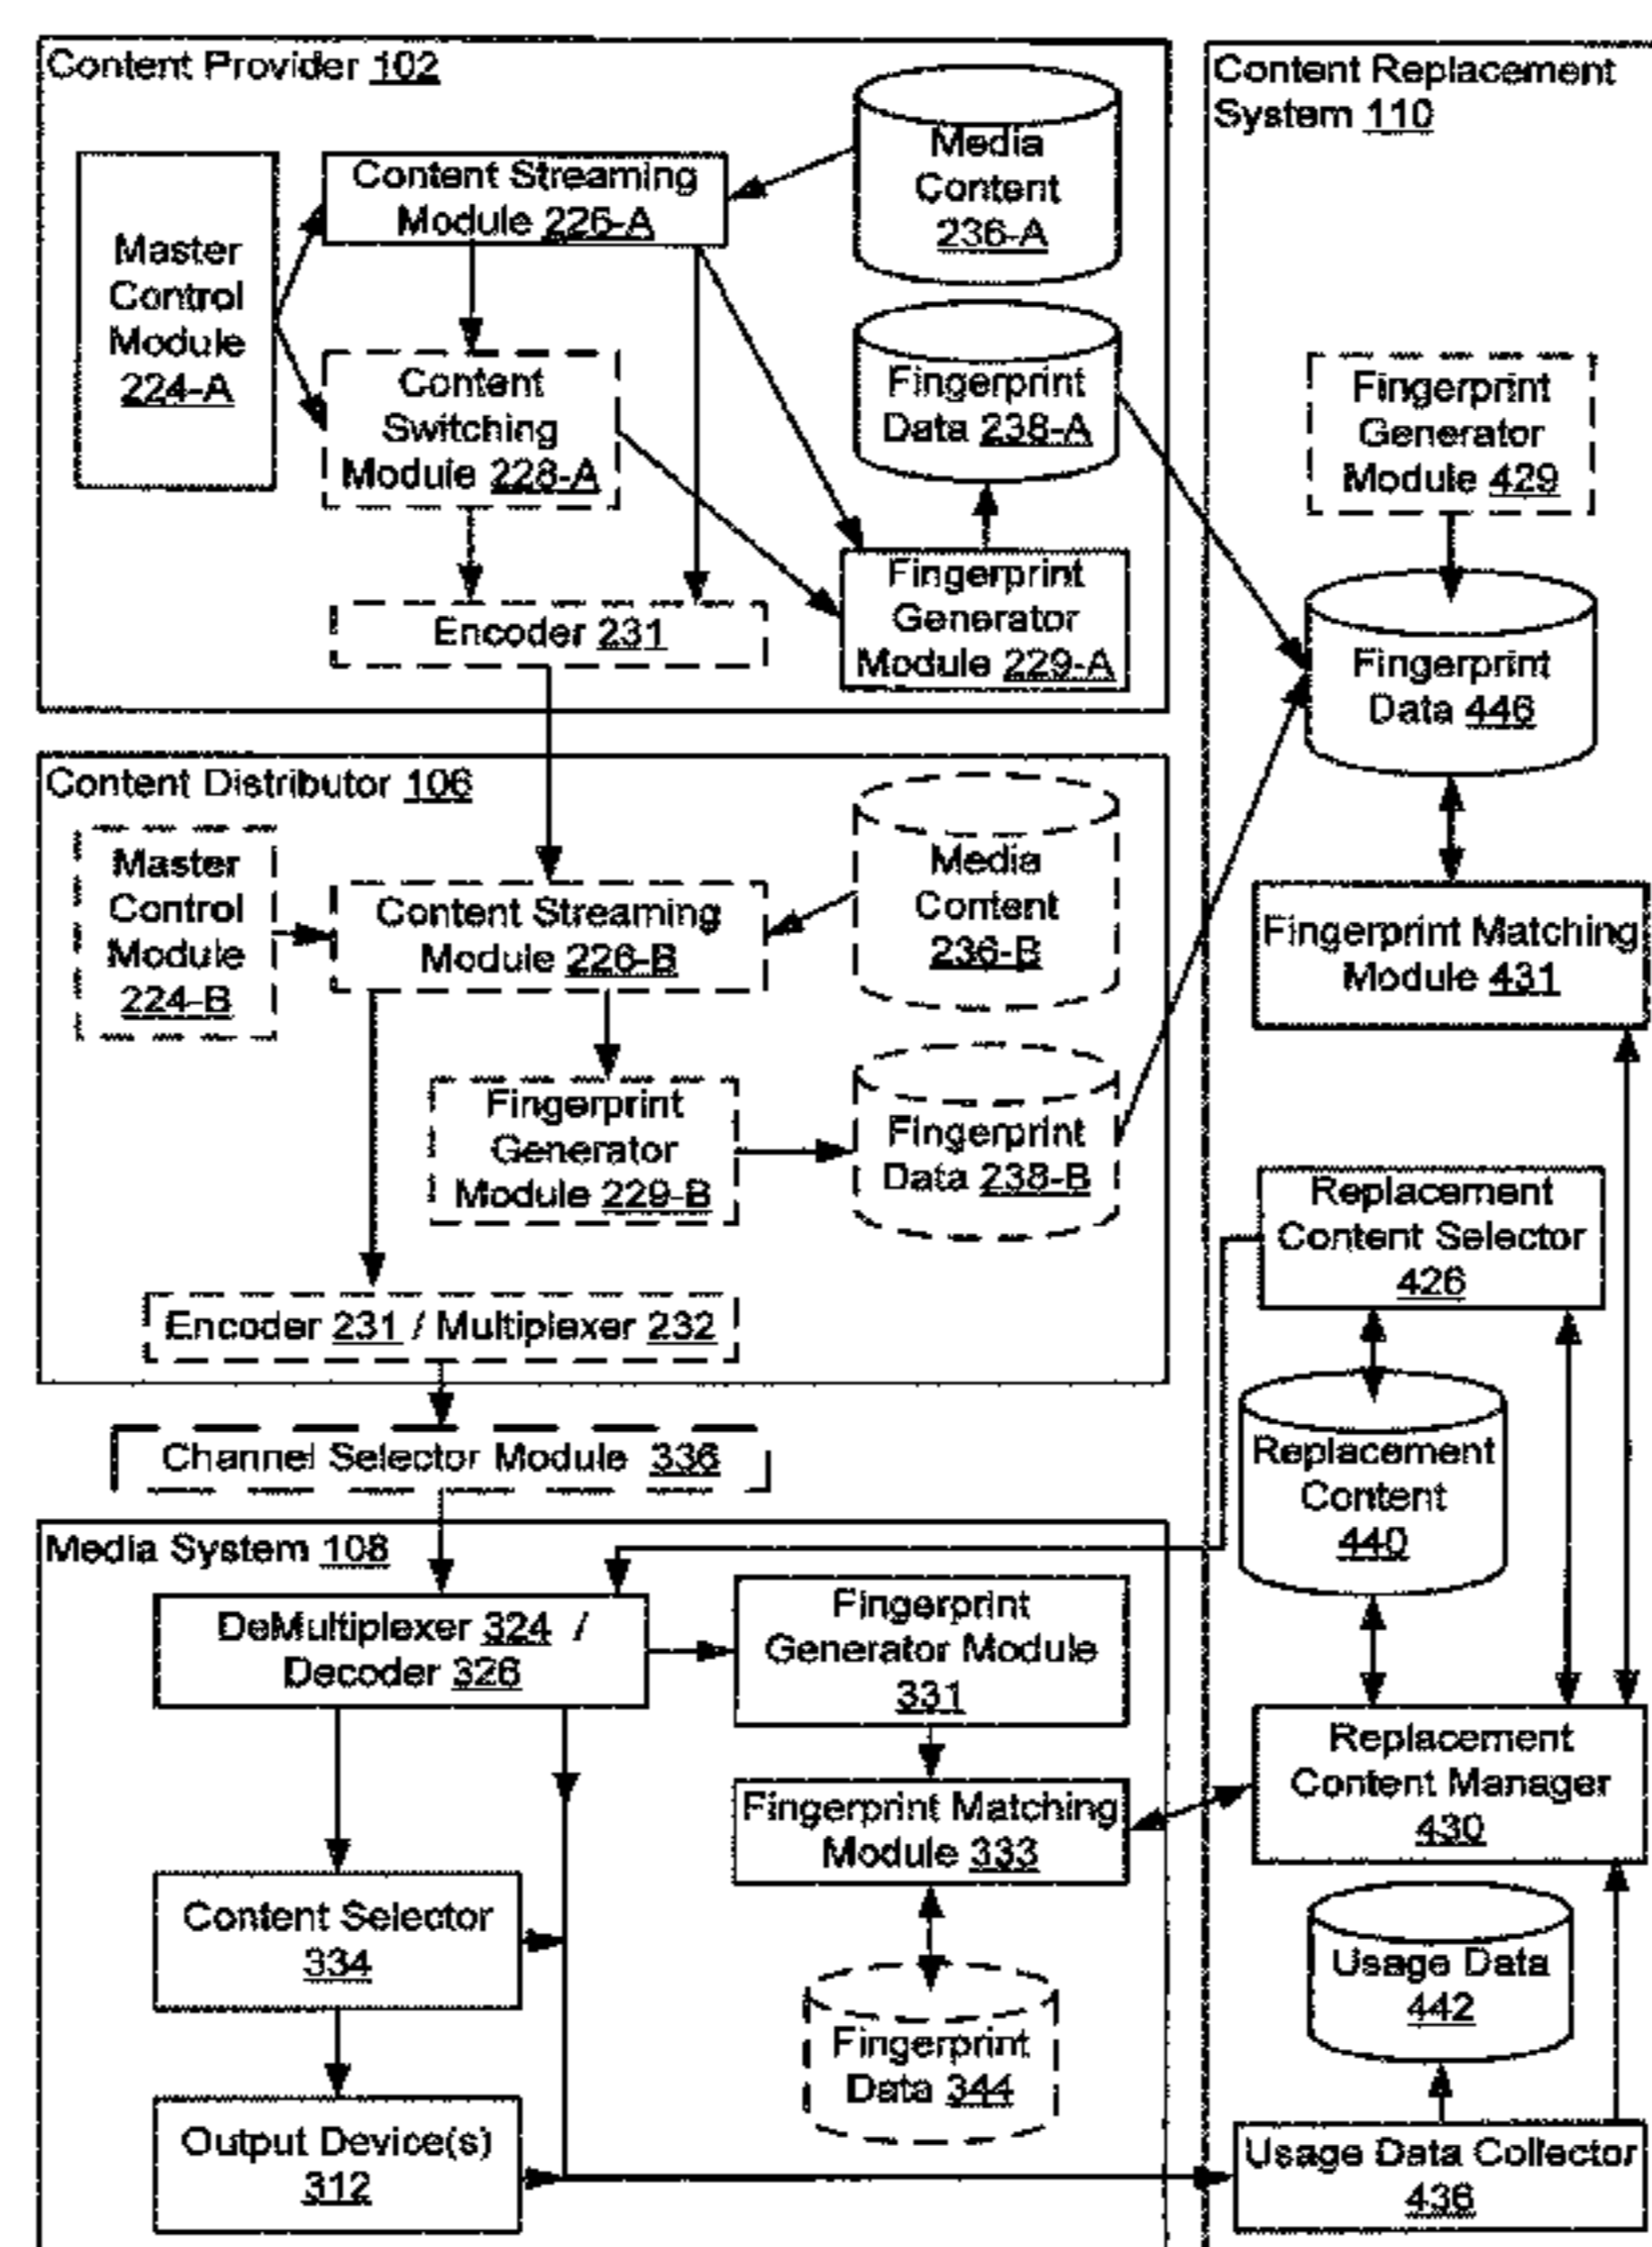 Content Provider 102
Master
Control
Module
224-A
Content Streaming
Module 226-A
Media
Content
236-A
Content
Switching
Module 228-A
Fingerprint
Data 238-A
Encoder 231
Fingerprint
Generator
Module 229-A
Content Distributor 106
Master
Control
Module
224-B
Content Streaming
Module 226-B
Media
Content
236-B
Fingerprint
Generator
Module 229-B
Fingerprint
Data 238-B
Encoder 231 / Multiplexer 232
Channel Selector Module 336
Media System 108
DeMultiplexer 324 /
Decoder 326
Fingerprint
Generator Module
331
Fingerprint Matching
Module 333
Content Selector
334
Fingerprint
Data 344
Output Device(s)
312
Content Replacement
System 110
Fingerprint
Generator
Module 429
Fingerprint
Data 446
Fingerprint Matching
Module 431
Replacement
Content Selector
426
Replacement
Content
440
Replacement
Content Manager
430
Usage Data
442
Usage Data Collector
436